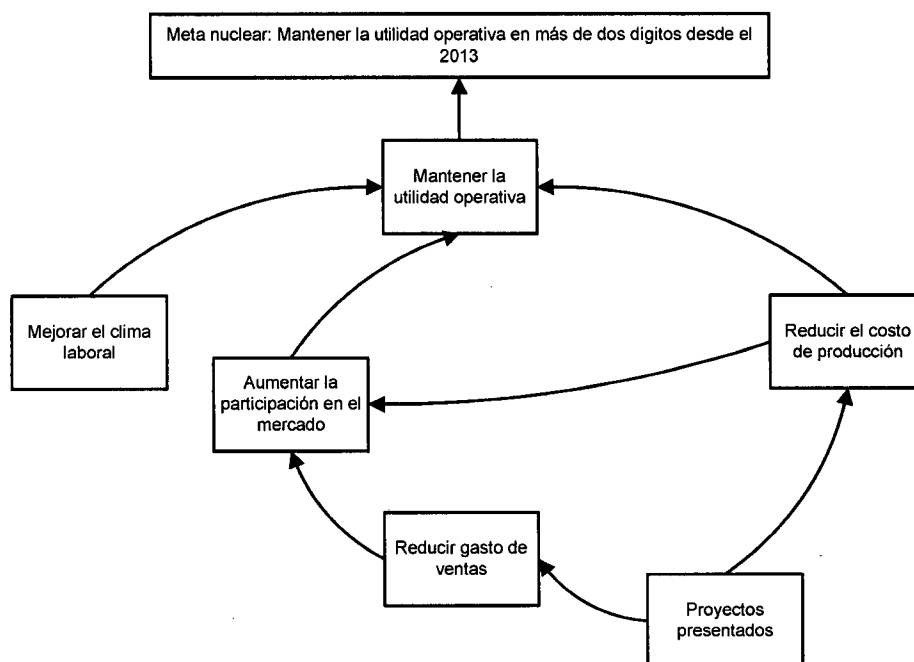 Meta nuclear: Mantener la utilidad operativa en más de dos digitos desde el
2013
Mantener la
utilidad operativa
Mejorar el clima
laboral
Reducir el costo
de producción
Aumentar la
participación en el
mercado
Reducir gasto de
ventas
Proyectos
presentados